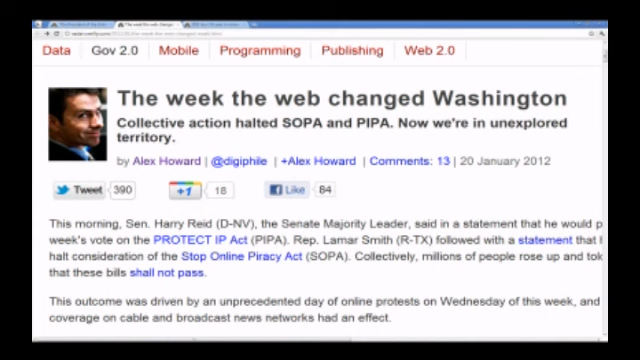 Data Gov 2.0 Mobile Programming Publishing Web 2.0
The week the web changed Washington
Collective action halted SOPA and PIPA. Now we're in unexplored
territory.
by Alex Howard | @digiphile | +Alex Howard | Comments: 13 | 20 January 2012
Tweet 390 +1 18 Like 84
This morning, Sen. Harry Reid (D-NV), the Senate Majority Leader, said in a statement that he would p
week's vote on the PROTECT IP Act (PIPA). Rep. Lamar Smith (R-TX) followed with a statement that
halt consideration of the Stop Online Piracy Act (SOPA). Collectively, millions of people rose up and tok
that these bills shall not pass.
This outcome was driven by an unprecedented day of online protests on Wednesday of this week, and
coverage on cable and broadcast news networks had an effect.